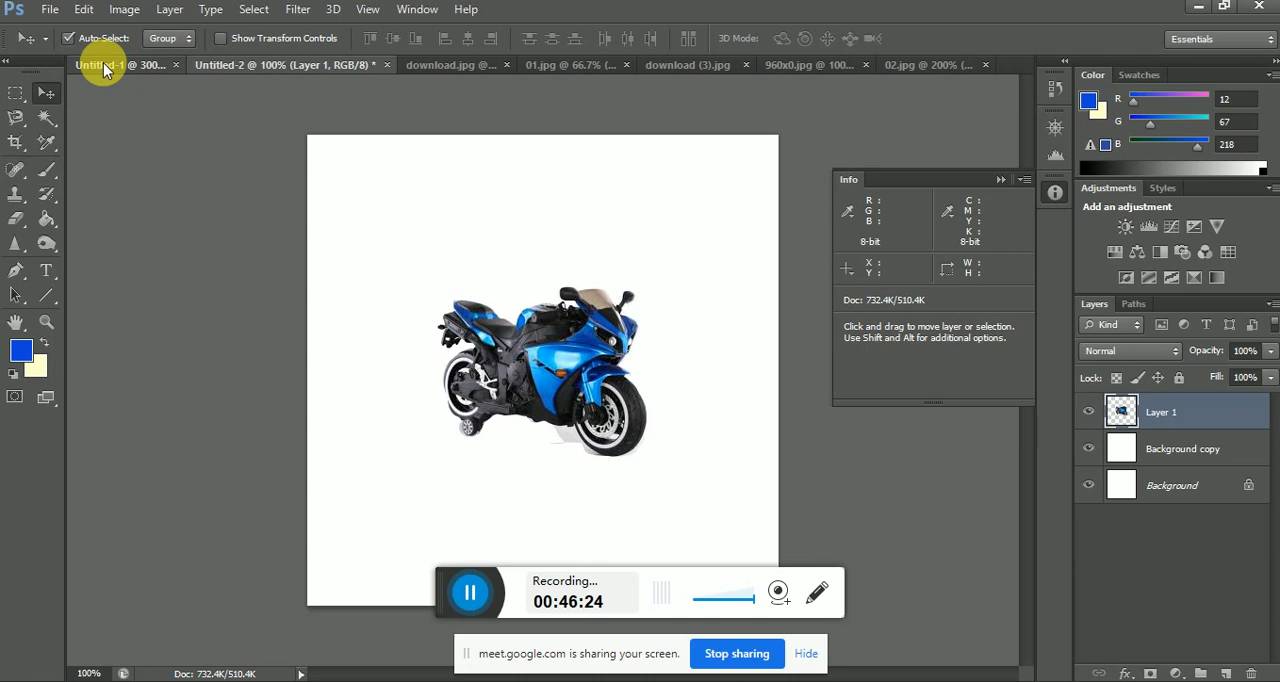 Ps File Edit Image Layer Type Select Filter 3D View Window Help
Auto-Select: Group Show Transform Controls 3D Mode: Essentials
Untitled-1 @ 300... × Untitled-2 @ 100% (Layer 1, RGB/8) * × download.jpg @... × 01.jpg @ 66.7% (... × download (3).jpg × 960x0.jpg @ 100... × 02.jpg @ 200% (... ×
Color Swatches
R 12
G 67
B 218
Info
R : C :
G : M :
B : Y :
K :
8-bit 8-bit
X : W :
Y : H :
Doc: 732.4K/510.4K
Click and drag to move layer or selection.
Use Shift and Alt for additional options.
Adjustments Styles
Add an adjustment
Layers Paths
Kind
Normal Opacity: 100%
Lock: Fill: 100%
Layer 1
Background copy
Background
Recording...
00:46:24
meet.google.com is sharing your screen. Stop sharing Hide
100% Doc: 732.4K/510.4K